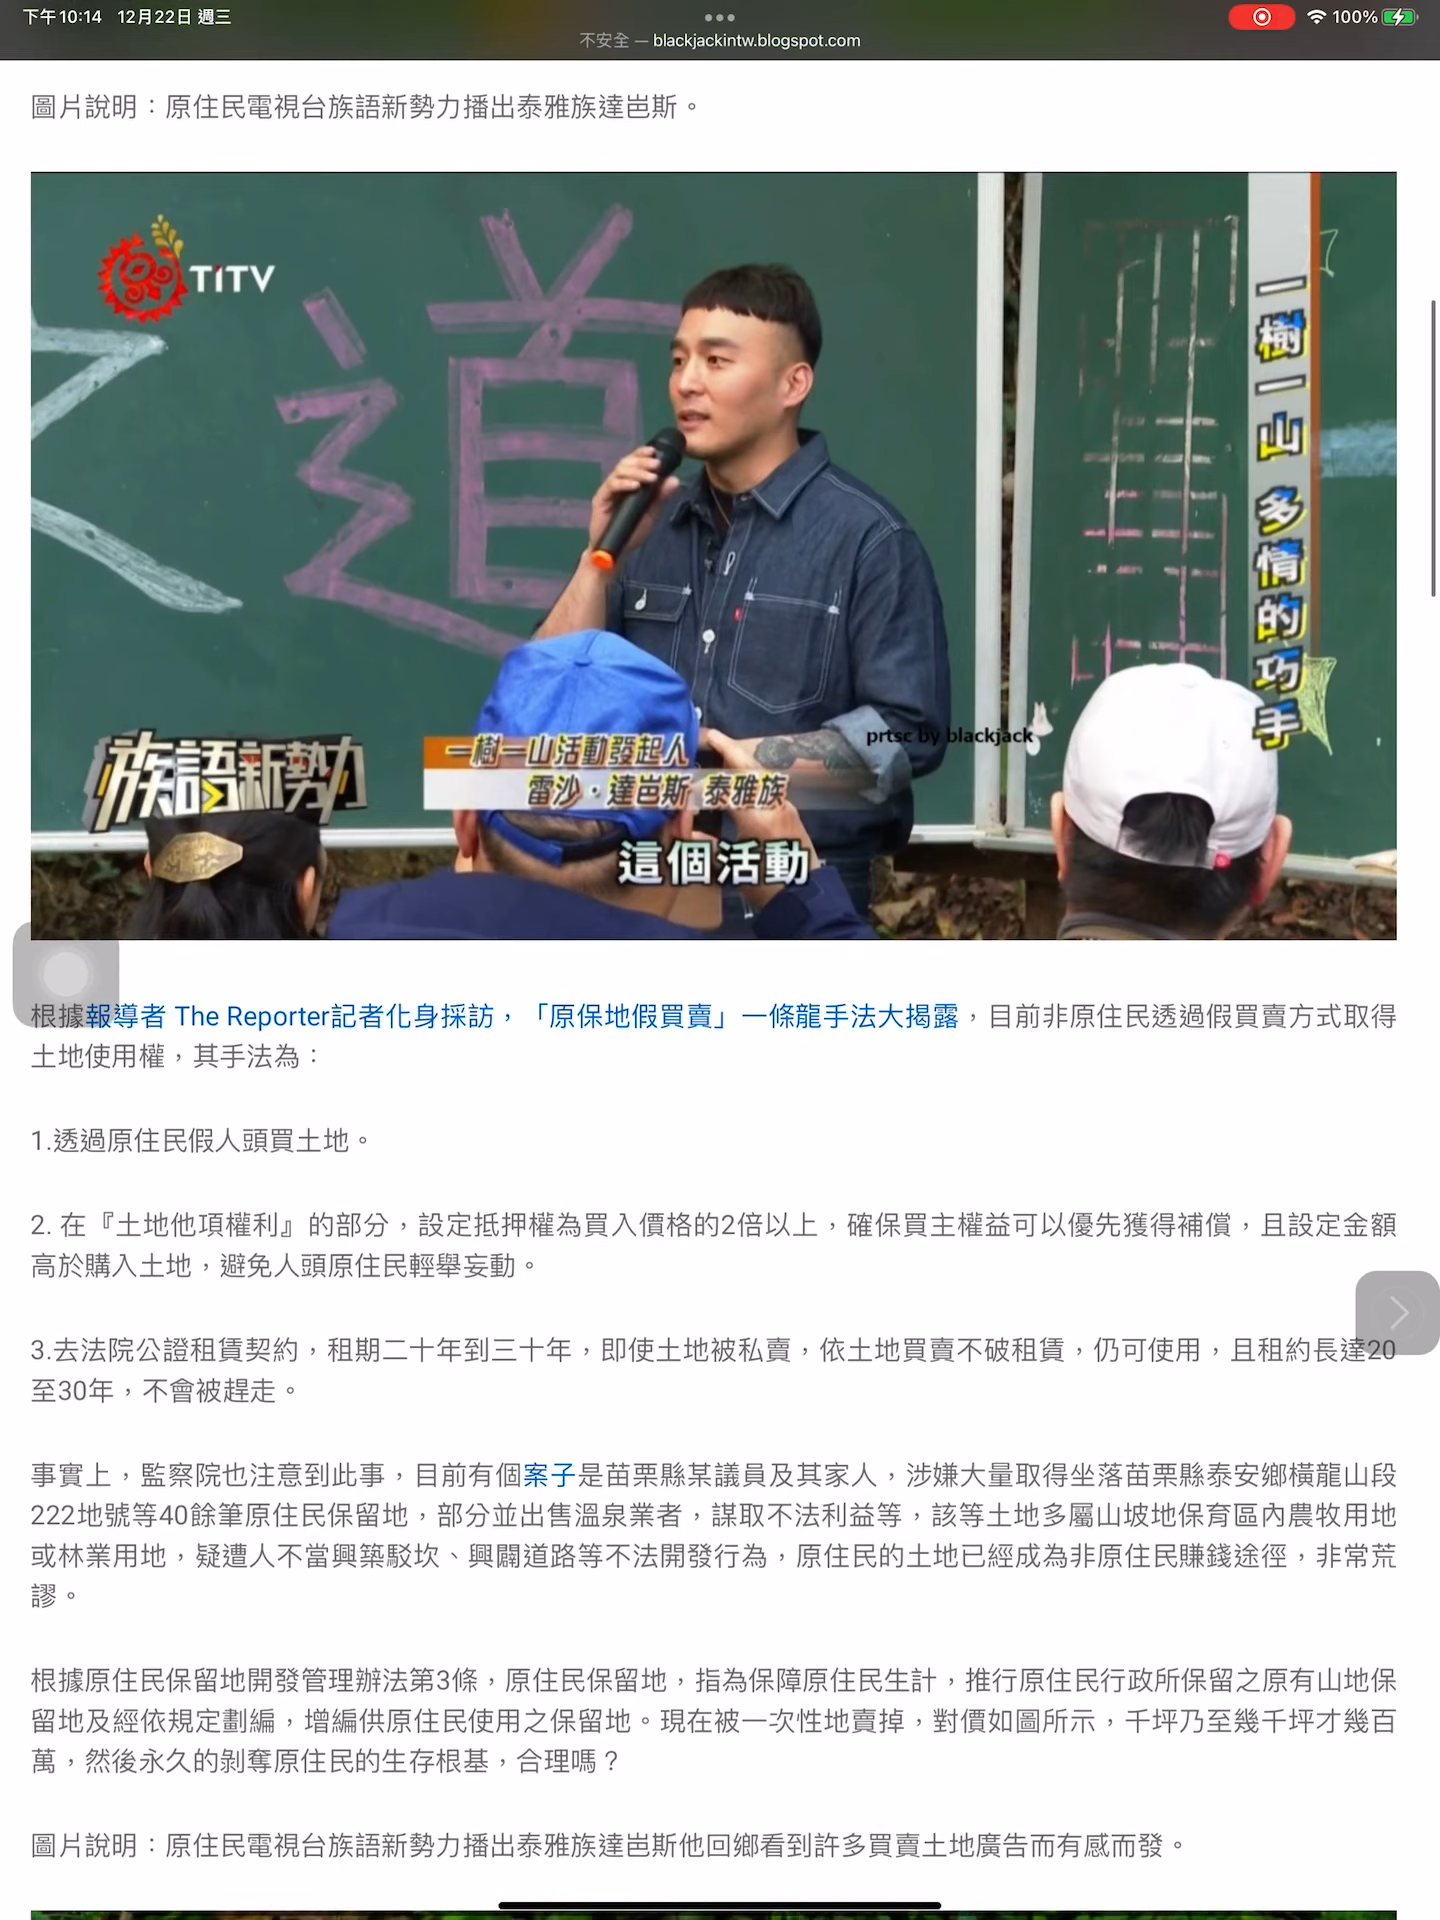 下午10:14 12月22日 週三
100%
不安全 — blackjackintw.blogspot.com
圖片說明：原住民電視台族語新勢力播出泰雅族達岜斯。
TiTV
道
一樹一山 多情的巧手
prtsc by blackjack
族語新勢力
一樹一山活動發起人
雷沙·達岜斯 泰雅族
這個活動
根據報導者 The Reporter記者化身採訪，「原保地假買賣」一條龍手法大揭露，目前非原住民透過假買賣方式取得
土地使用權，其手法為：
1.透過原住民假人頭買土地。
2. 在『土地他項權利』的部分，設定抵押權為買入價格的2倍以上，確保買主權益可以優先獲得補償，且設定金額
高於購入土地，避免人頭原住民輕舉妄動。
3.去法院公證租賃契約，租期二十年到三十年，即使土地被私賣，依土地買賣不破租賃，仍可使用，且租約長達20
至30年，不會被趕走。
事實上，監察院也注意到此事，目前有個案子是苗栗縣某議員及其家人，涉嫌大量取得坐落苗栗縣泰安鄉橫龍山段
222地號等40餘筆原住民保留地，部分並出售溫泉業者，謀取不法利益等，該等土地多屬山坡地保育區內農牧用地
或林業用地，疑遭人不當興築駁坎、興闢道路等不法開發行為，原住民的土地已經成為非原住民賺錢途徑，非常荒
謬。
根據原住民保留地開發管理辦法第3條，原住民保留地，指為保障原住民生計，推行原住民行政所保留之原有山地保
留地及經依規定劃編，增編供原住民使用之保留地。現在被一次性地賣掉，對價如圖所示，千坪乃至幾千坪才幾百
萬，然後永久的剝奪原住民的生存根基，合理嗎？
圖片說明：原住民電視台族語新勢力播出泰雅族達岜斯他回鄉看到許多買賣土地廣告而有感而發。